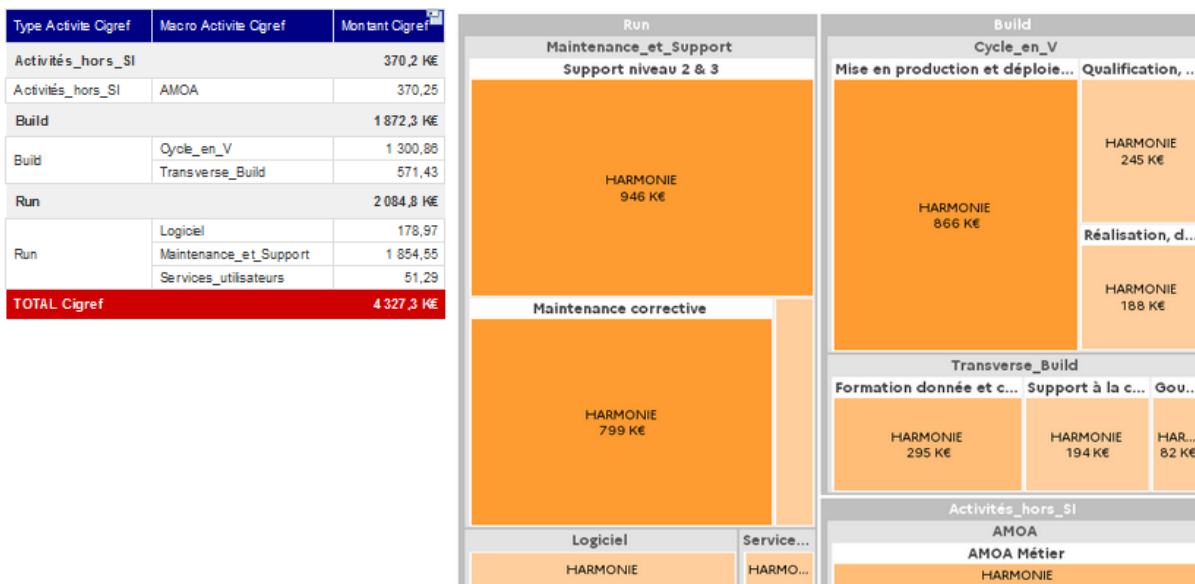 Type Activite Cigref Macro Activite Cigref Montant Cigref
Activités_hors_SI 370,2 K€
Activités_hors_SI AMOA 370,25
Build 1 872,3 K€
Build
Cycle_en_V 1 300,86
Transverse_Build 571,43
Run 2 084,8 K€
Run
Logiciel 178,97
Maintenance_et_Support 1 854,55
Services_utilisateurs 51,29
TOTAL Cigref 4 327,3 K€
Run
Maintenance_et_Support
Support niveau 2 & 3
HARMONIE
946 K€
Maintenance corrective
HARMONIE
799 K€
Logiciel
HARMONIE
Service...
HARMO...
Build
Cycle_en_V
Mise en production et déploie...
HARMONIE
866 K€
Qualification, ...
HARMONIE
245 K€
Réalisation, d...
HARMONIE
188 K€
Transverse_Build
Formation donnée et c...
HARMONIE
295 K€
Support à la c...
HARMONIE
194 K€
Gou...
HAR...
82 K€
Activités_hors_SI
AMOA
AMOA Métier
HARMONIE